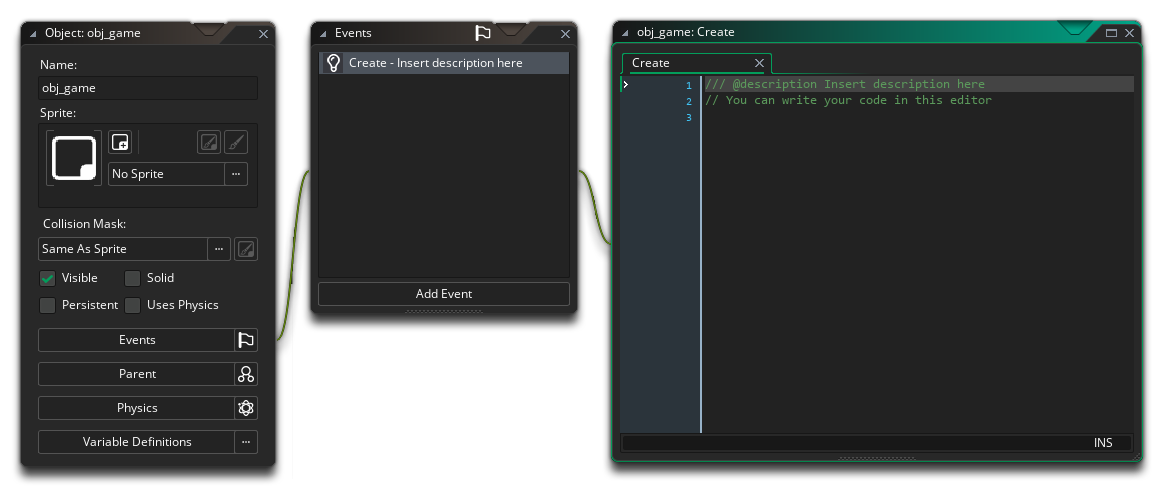 Object: obj_game
Name:
obj_game
Sprite:
No Sprite
Collision Mask:
Same As Sprite
Visible
Solid
Persistent
Uses Physics
Events
Parent
Physics
Variable Definitions
Events
Create - Insert description here
Add Event
obj_game: Create
Create
1 /// @description Insert description here
2 // You can write your code in this editor
3
INS